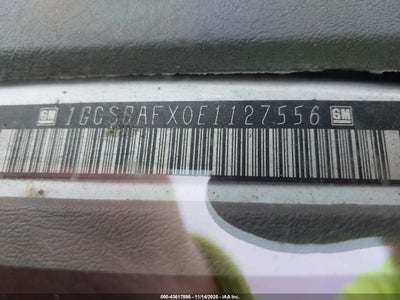 GM 1GCSBAFX0E1127556 GM
000-43617888 - 11/14/2025 - IAA Inc.